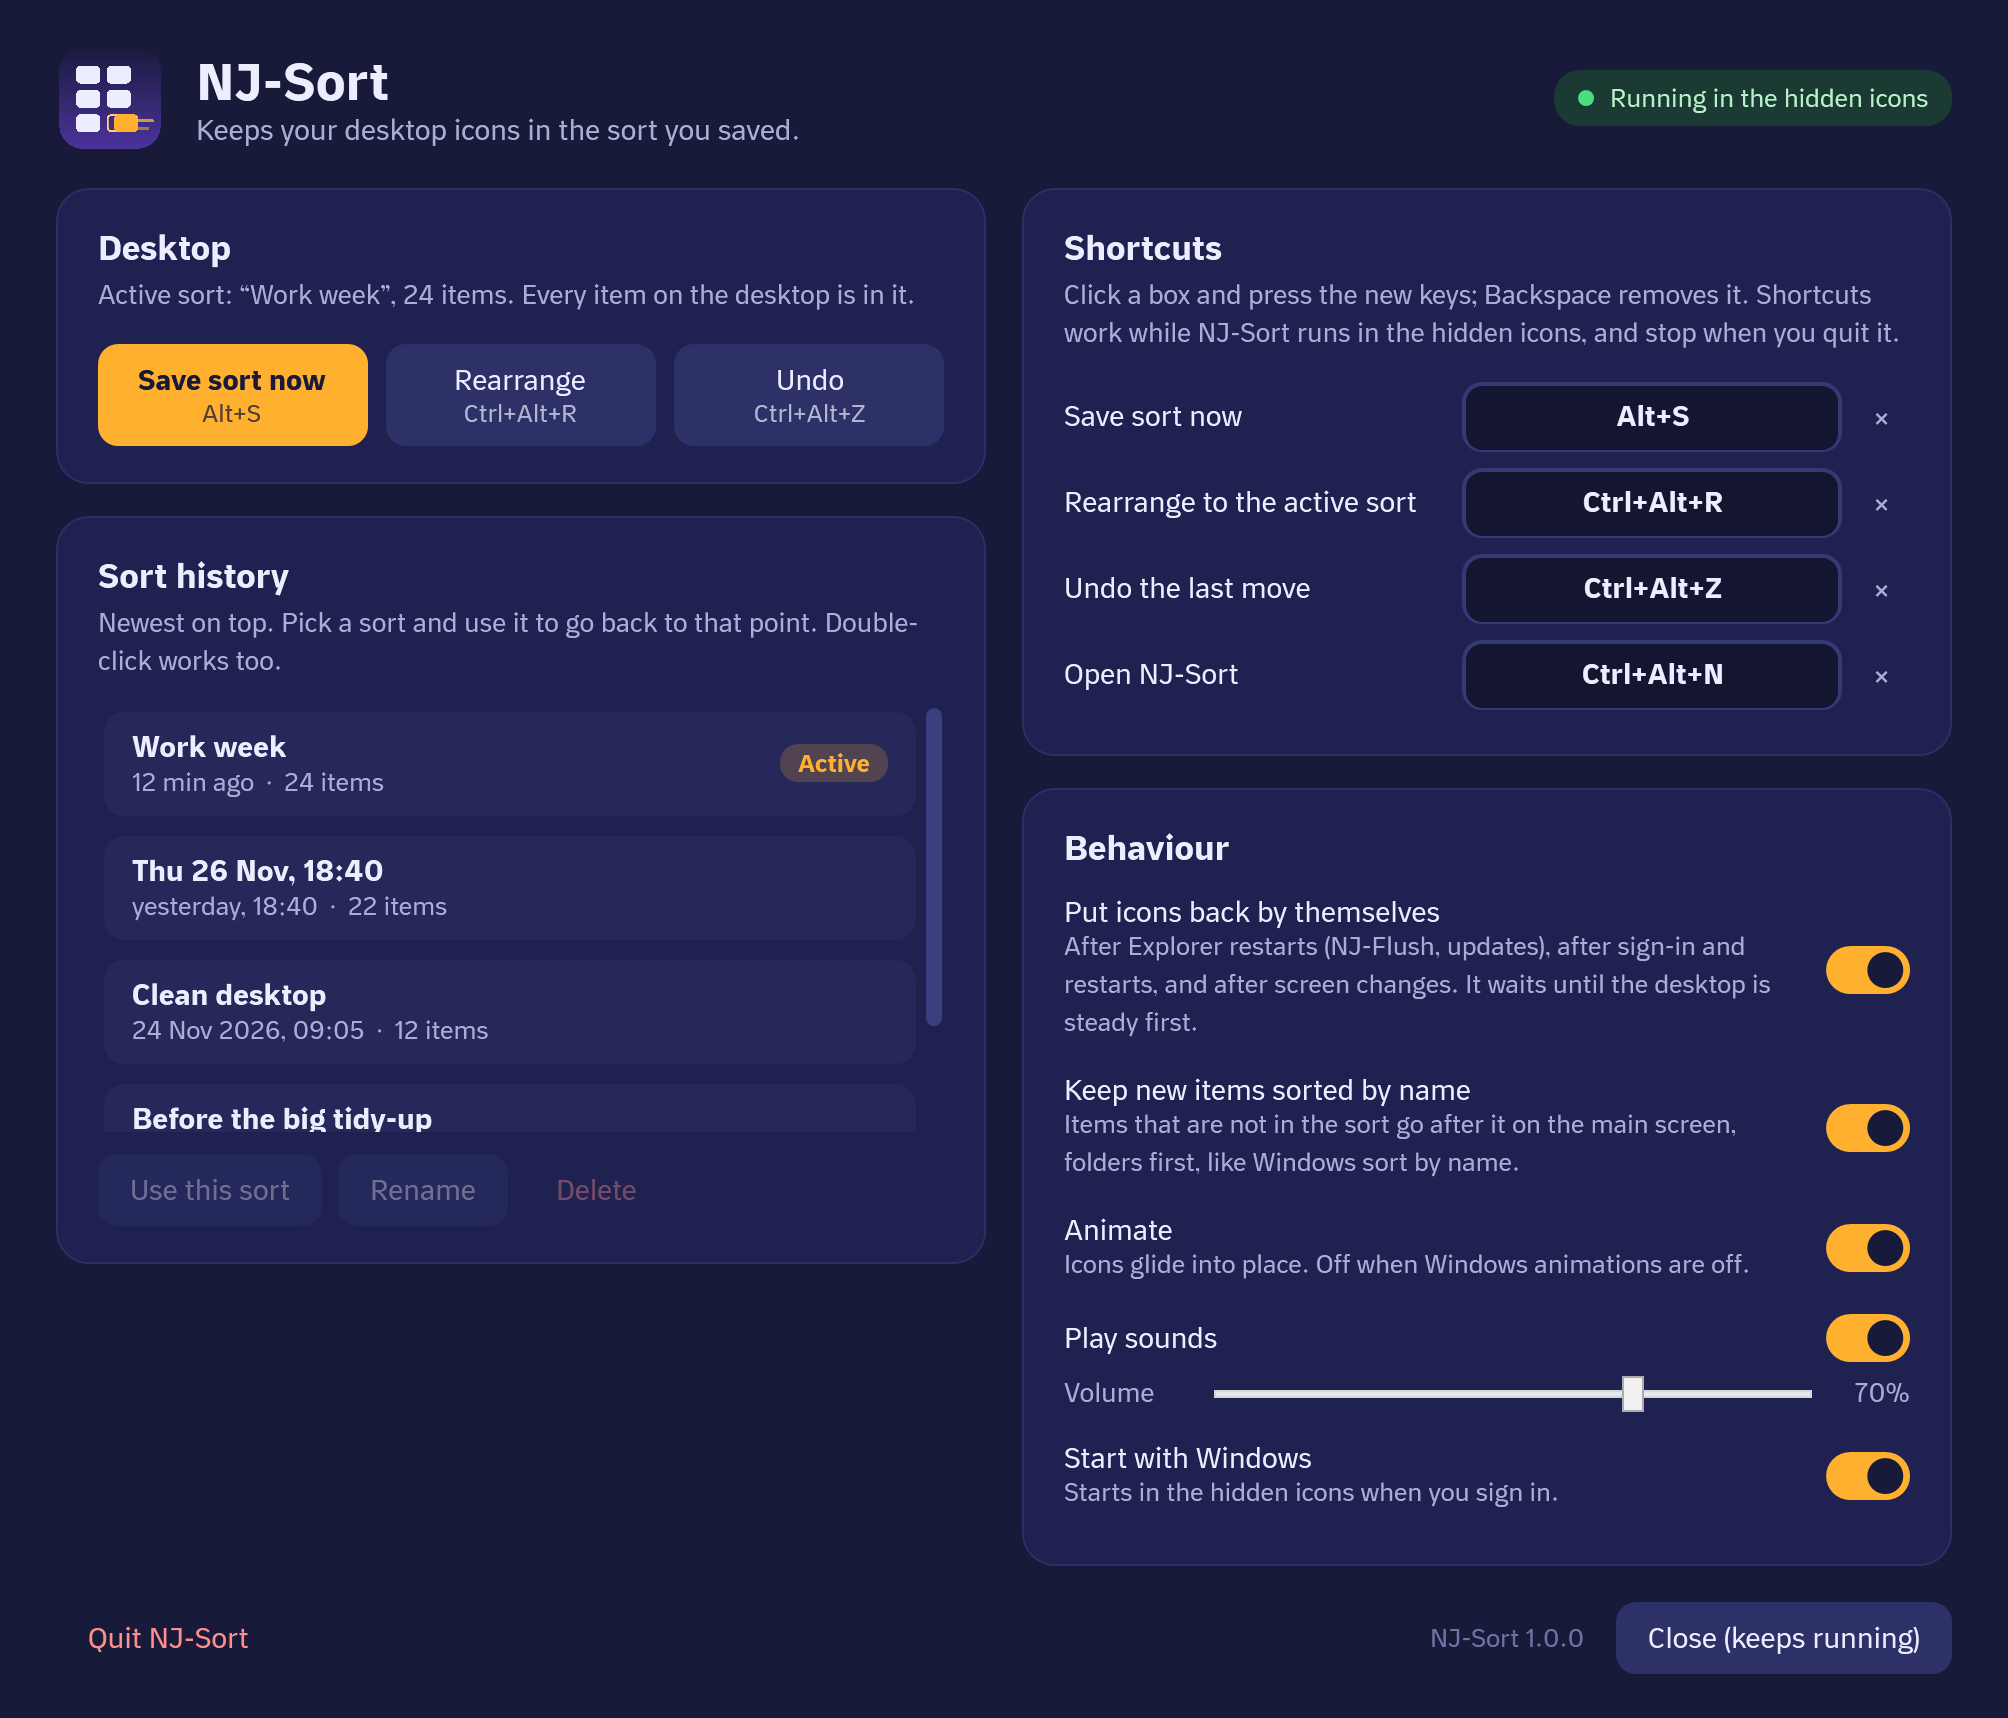 NJ-Sort
Keeps your desktop icons in the sort you saved.
Running in the hidden icons
Desktop
Active sort: “Work week”, 24 items. Every item on the desktop is in it.
Save sort now
Alt+S
Rearrange
Ctrl+Alt+R
Undo
Ctrl+Alt+Z
Sort history
Newest on top. Pick a sort and use it to go back to that point. Double-
click works too.
Work week
12 min ago · 24 items
Active
Thu 26 Nov, 18:40
yesterday, 18:40 · 22 items
Clean desktop
24 Nov 2026, 09:05 · 12 items
Before the big tidy-up
Use this sort
Rename
Delete
Shortcuts
Click a box and press the new keys; Backspace removes it. Shortcuts
work while NJ-Sort runs in the hidden icons, and stop when you quit it.
Save sort now
Alt+S
×
Rearrange to the active sort
Ctrl+Alt+R
×
Undo the last move
Ctrl+Alt+Z
×
Open NJ-Sort
Ctrl+Alt+N
×
Behaviour
Put icons back by themselves
After Explorer restarts (NJ-Flush, updates), after sign-in and
restarts, and after screen changes. It waits until the desktop is
steady first.
Keep new items sorted by name
Items that are not in the sort go after it on the main screen,
folders first, like Windows sort by name.
Animate
Icons glide into place. Off when Windows animations are off.
Play sounds
Volume
70%
Start with Windows
Starts in the hidden icons when you sign in.
Quit NJ-Sort
NJ-Sort 1.0.0
Close (keeps running)